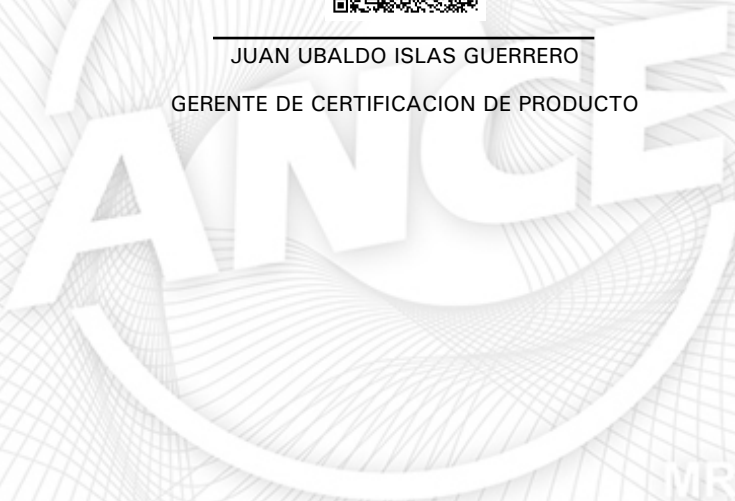 JUAN UBALDO ISLAS GUERRERO
GERENTE DE CERTIFICACION DE PRODUCTO
ANCE
MR